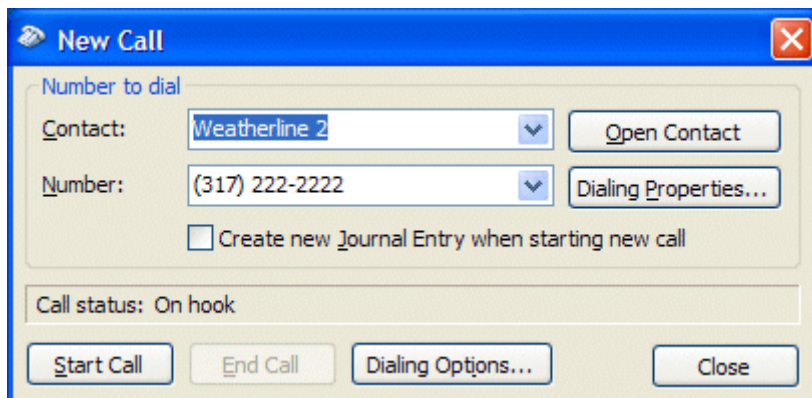 New Call
Number to dial
Contact: Weatherline 2 Open Contact
Number: (317) 222-2222 Dialing Properties...
Create new Journal Entry when starting new call
Call status: On hook
Start Call End Call Dialing Options... Close